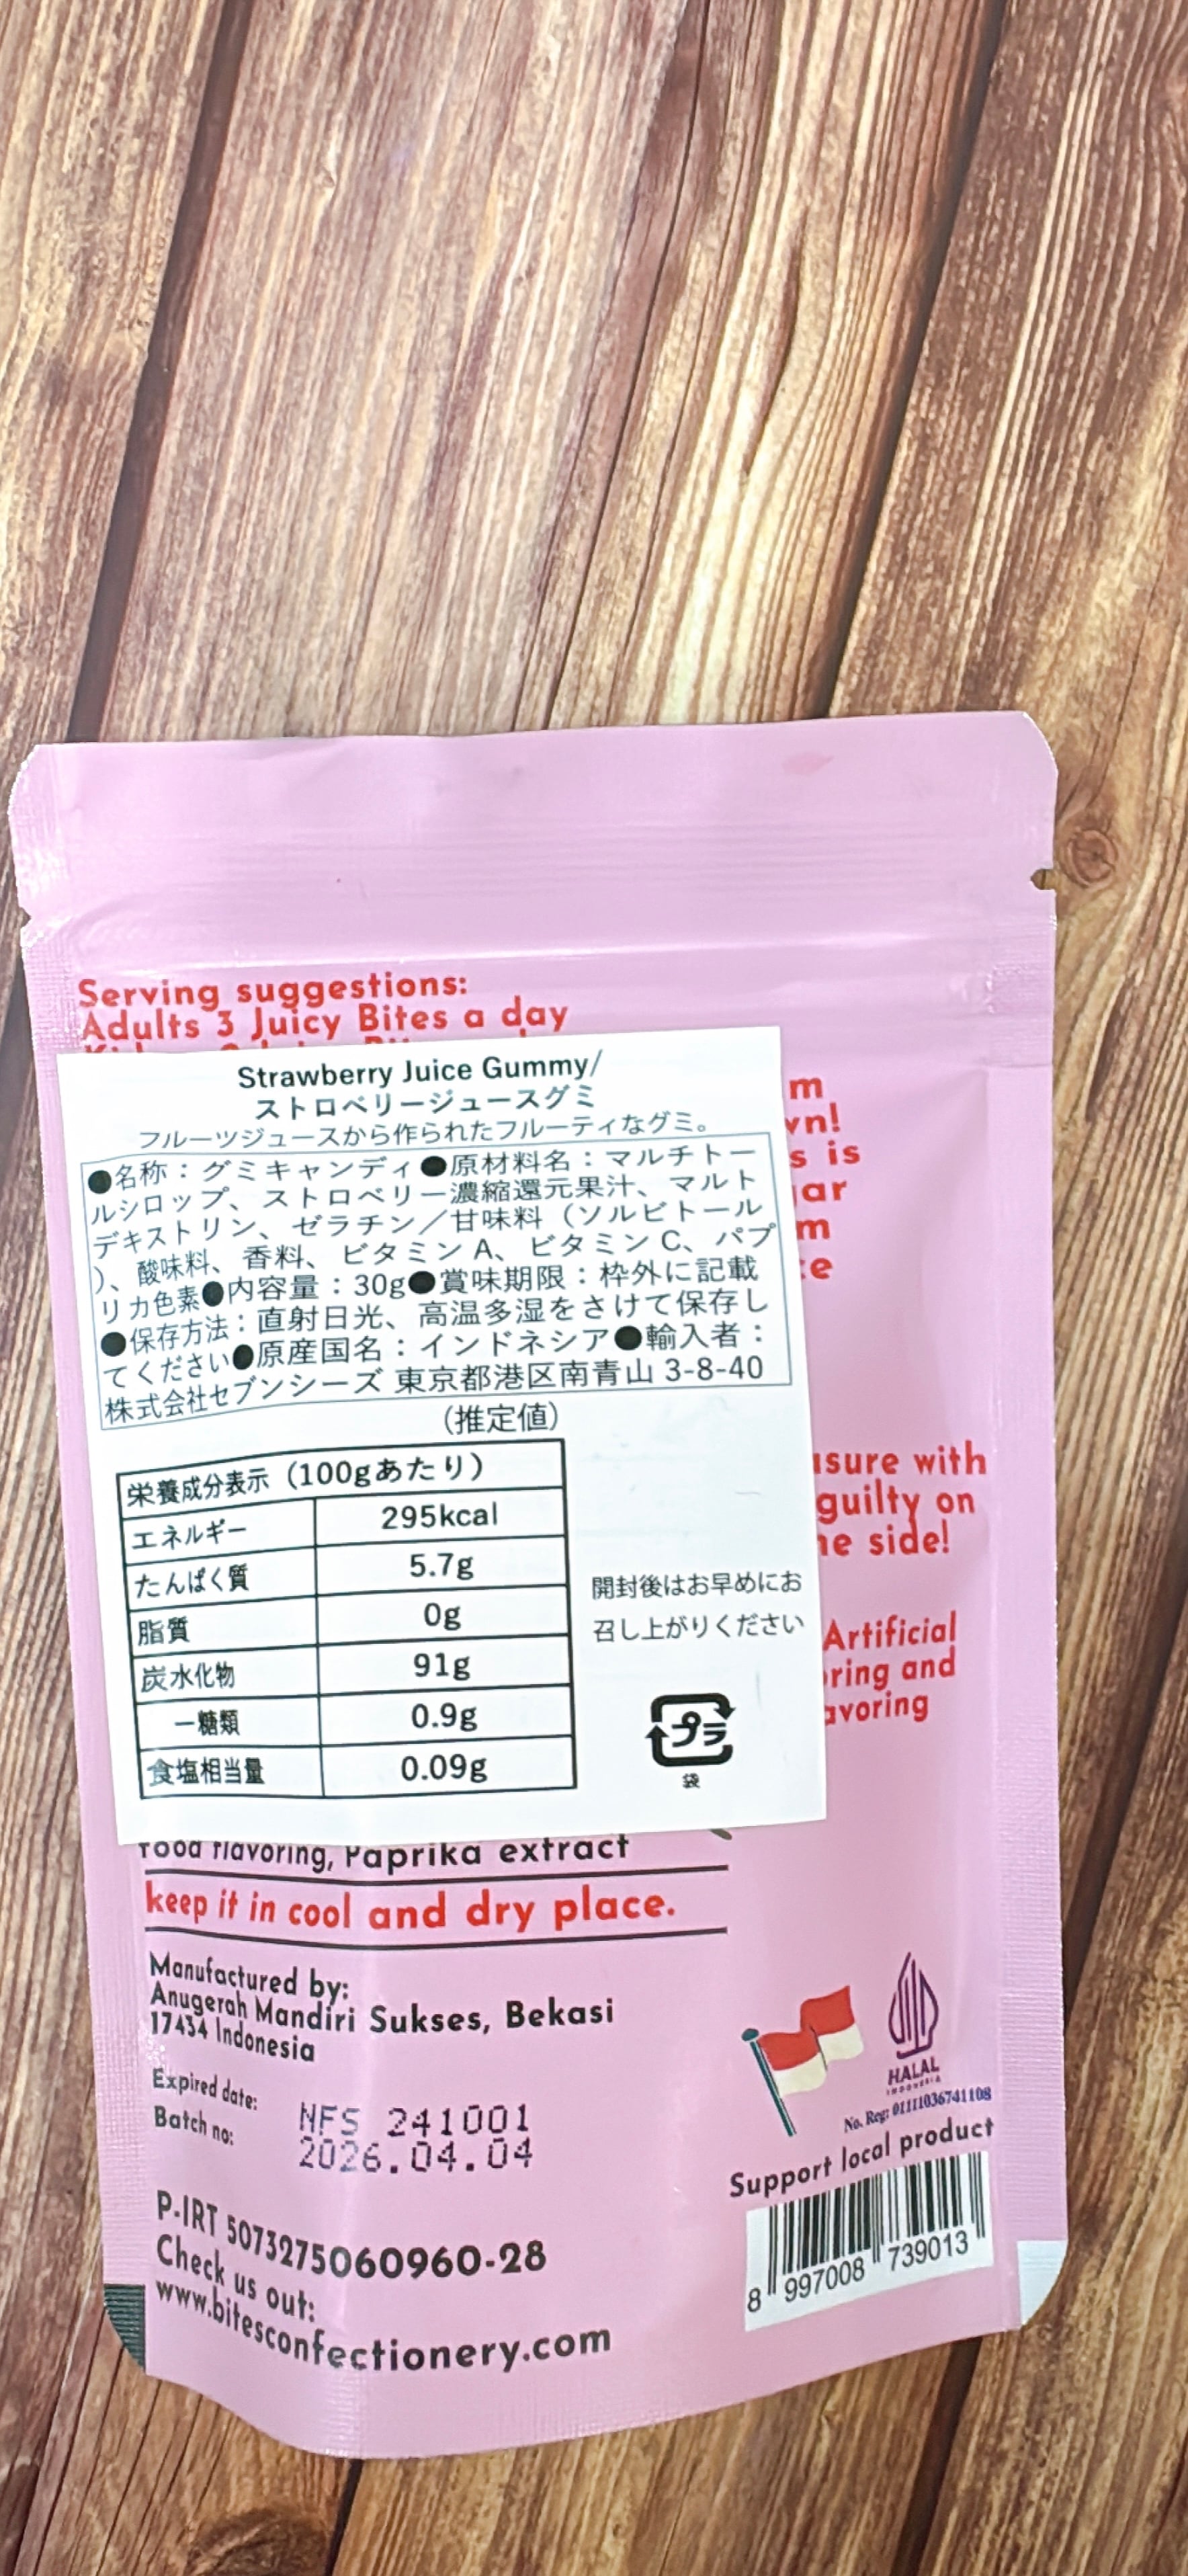 Serving suggestions:
Adults 3 Juicy Bites a day
Strawberry Juice Gummy/
ストロベリージュースグミ
フルーツジュースから作られたフルーティなグミ。
●名称：グミキャンディ●原材料名：マルチトー
ルシロップ、ストロベリー濃縮還元果汁、マルト
デキストリン、ゼラチン／甘味料（ソルビトール
）、酸味料、香料、ビタミン A、ビタミン C、パプ
リカ色素●内容量：30g●賞味期限：枠外に記載
●保存方法：直射日光、高温多湿をさけて保存し
てください●原産国名：インドネシア●輸入者：
株式会社セブンシーズ 東京都港区南青山 3-8-40
（推定値）
栄養成分表示（100gあたり）
エネルギー 295kcal
たんぱく質 5.7g
脂質 0g
炭水化物 91g
ー糖類 0.9g
食塩相当量 0.09g
開封後はお早めにお
召し上がりください
プラ
袋
m
wn!
s is
ar
m
ce
asure with
guilty on
ne side!
Artificial
oring and
avoring
food flavoring, Paprika extract
keep it in cool and dry place.
Manufactured by:
Anugerah Mandiri Sukses, Bekasi
17434 Indonesia
Expired date: NFS 241001
Batch no: 2026.04.04
P-IRT 5073275060960-28
Check us out:
www.bitesconfectionery.com
HALAL
INDONESIA
No. Reg: 01111036741108
Support local product
8 997008 739013